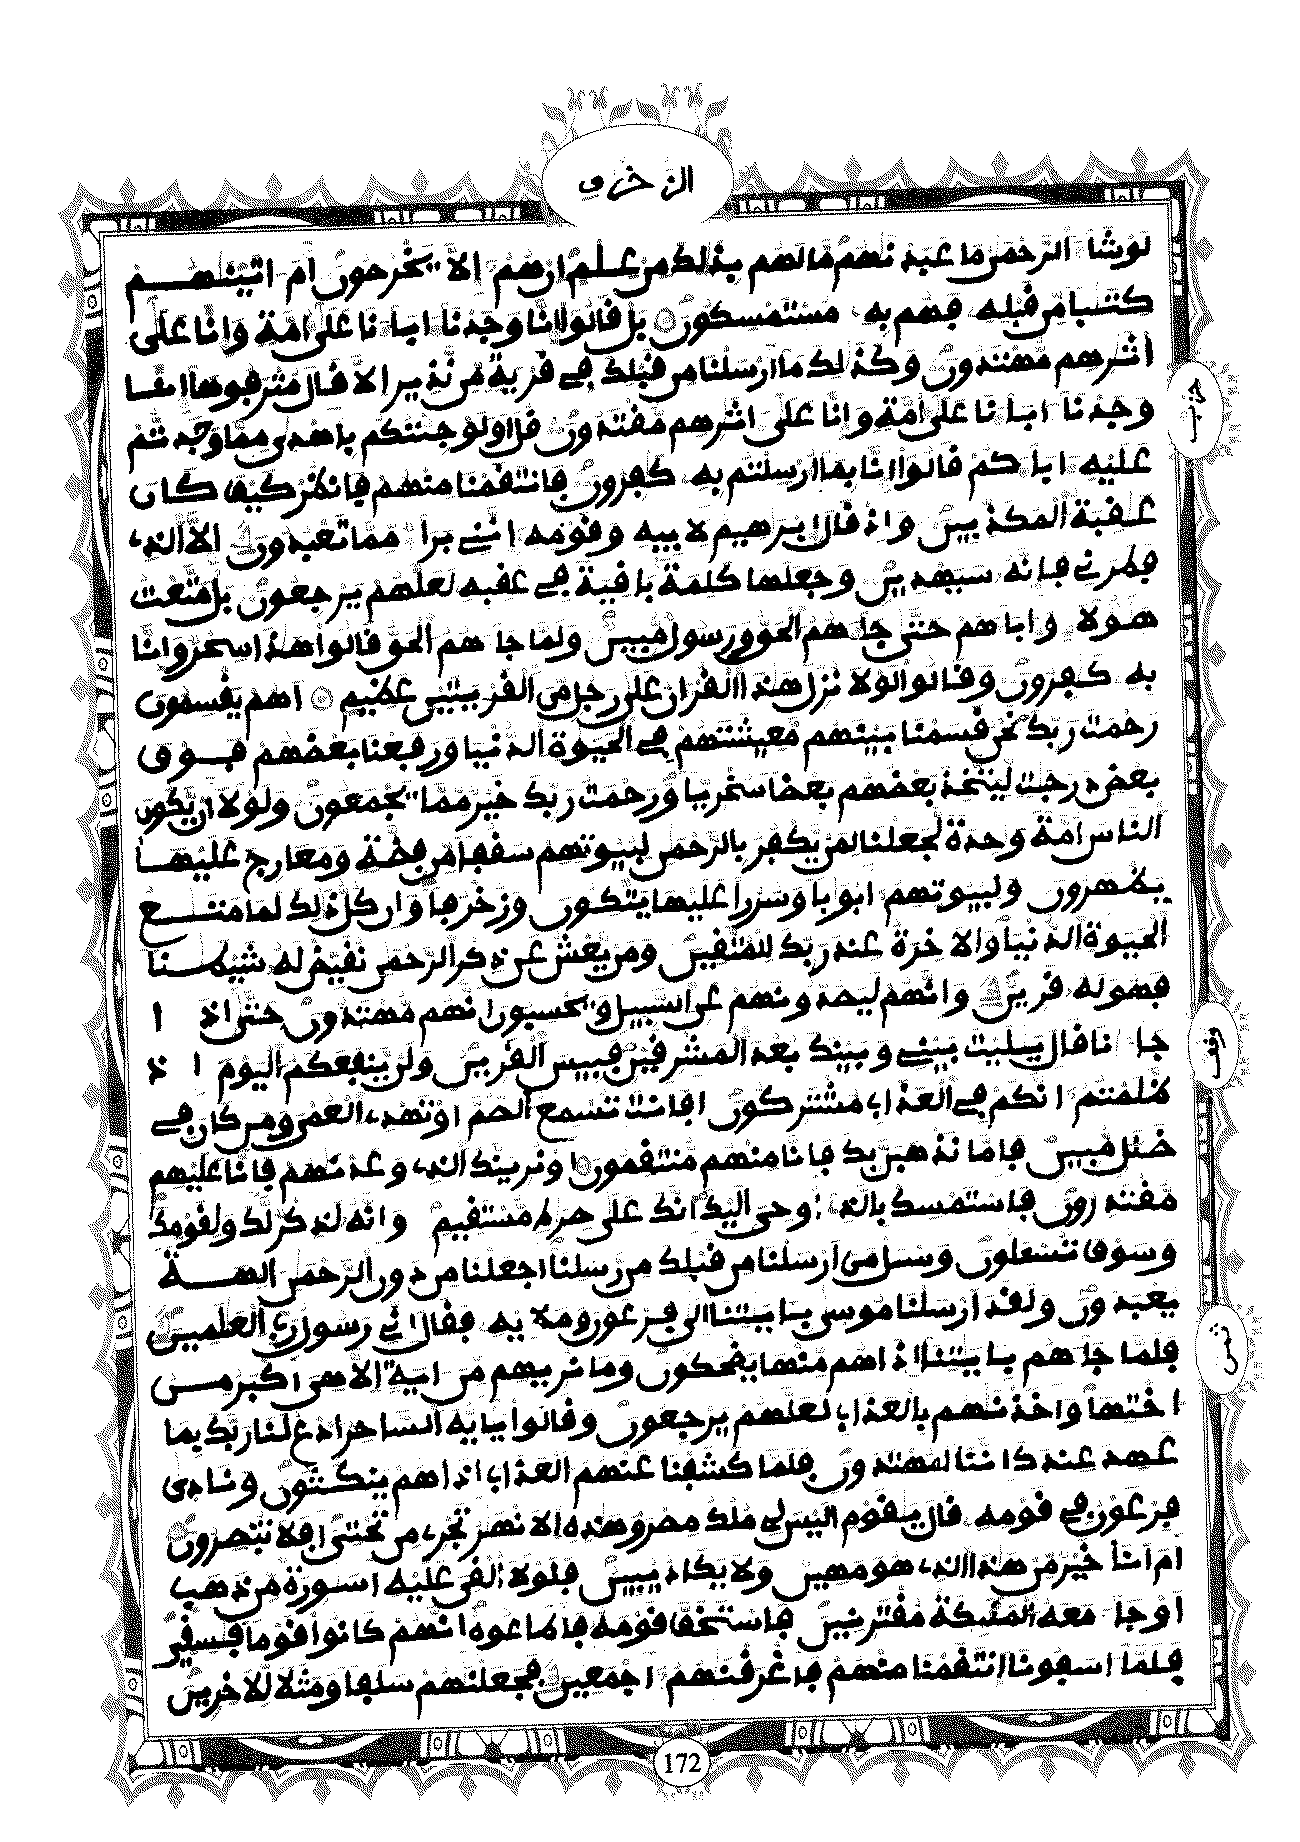 الزخرف
لوشا الرحمن ما عبدنهم ما لهم بذلك من علم ان هم الا يخرصون ام اتينهم
كتبا من قبله فهم به مستمسكون بل قالوا انا وجدنا ابا نا على امة وانا على
اثرهم مهتدون وكذلك ما ارسلنا من قبلك في قرية من نذير الا قال مترفوها انا
وجدنا ابا نا على امة وانا على اثرهم مقتدون قل اولو جئتكم باهدى مما وجدتم
عليه ابا كم قالوا انا بما ارسلتم به كفرون فانتقمنا منهم فانظر كيف كان
عقبة المكذبين واذ قال ابرهيم لابيه وقومه انني برا مما تعبدون الا الذي
فطرني فانه سيهدين وجعلها كلمة باقية في عقبه لعلهم يرجعون بل متعت
هولا واباهم حتى جا هم الحق ورسول مبين ولما جا هم الحق قالوا هذا سحر وانا
به كفرون وقالوا لولا نزل هذا القران على رجل من القريتين عظيم اهم يقسمون
رحمت ربك نحن قسمنا بينهم معيشتهم في الحيوة الدنيا ورفعنا بعضهم فوق
بعض درجت ليتخذ بعضهم بعضا سخريا ورحمت ربك خير مما يجمعون ولولا ان يكون
الناس امة وحدة لجعلنا لمن يكفر بالرحمن لبيوتهم سقفا من فضة ومعارج عليها
يظهرون ولبيوتهم ابوبا وسررا عليها يتكون وزخرفا وان كل ذلك لما متع
الحيوة الدنيا والاخرة عند ربك للمتقين ومن يعش عن ذكر الرحمن نقيض له شيطنا
فهو له قرين وانهم ليصدونهم عن السبيل ويحسبون انهم مهتدون حتى اذا
جا نا قال يليت بيني وبينك بعد المشرقين فبيس القرين ولن ينفعكم اليوم اذ
ظلمتم انكم في العذاب مشتركون افانت تسمع الصم او تهدي العمي ومن كان في
ضلل مبين فاما نذهبن بك فانا منهم منتقمون او نرينك الذي وعدنهم فانا عليهم
مقتدرون فاستمسك بالذي اوحي اليك انك على صرط مستقيم وانه لذكر لك ولقومك
وسوف تسعلون وسل من ارسلنا من قبلك من رسلنا اجعلنا من دون الرحمن الهة
يعبدون ولقد ارسلنا موسى بايتنا الى فرعون وملايه فقال اني رسول رب العلمين
فلما جا هم بايتنا اذا هم منها يضحكون وما نريهم من اية الا هي اكبر من
اختها واخذنهم بالعذاب لعلهم يرجعون وقالوا يايه الساحر ادع لنا ربك بما
عهد عندك اننا لمهتدون فلما كشفنا عنهم العذاب اذا هم ينكثون ونادى
فرعون في قومه قال يقوم اليس لي ملك مصر وهذه الانهر تجري من تحتي افلا تبصرون
ام انا خير من هذا الذي هو مهين ولا يكاد يبين فلولا القي عليه اسورة من ذهب
او جا معه الملئكة مقترنين فاستخف قومه فاطاعوه انهم كانوا قوما فسقين
فلما اسفونا انتقمنا منهم فاغرقنهم اجمعين فجعلنهم سلفا ومثلا للاخرين
ثمن
172